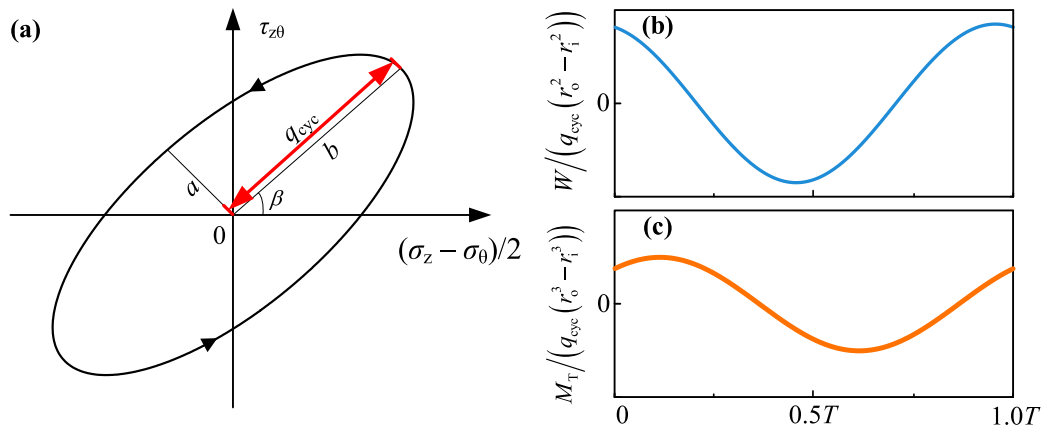 (a)
τzθ
qcyc
b
a
β
0
(σz − σθ)/2
(b)
W/(qcyc(ro² − ri²))
0
(c)
MT/(qcyc(ro³ − ri³))
0
0
0.5T
1.0T